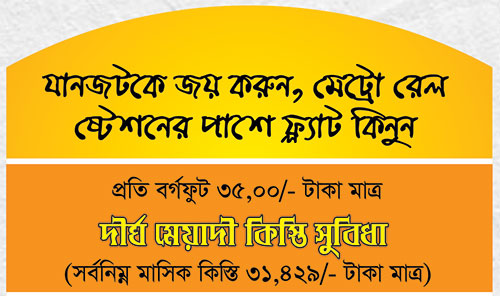 যানজটকে জয় করুন, মেট্রো রেল
ষ্টেশনের পাশে ফ্ল্যাট কিনুন
প্রতি বর্গফুট ৩৫,০০/- টাকা মাত্র
দীর্ঘ মেয়াদী কিস্তি সুবিধা
(সর্বনিম্ন মাসিক কিস্তি ৩১,৪২৯/- টাকা মাত্র)